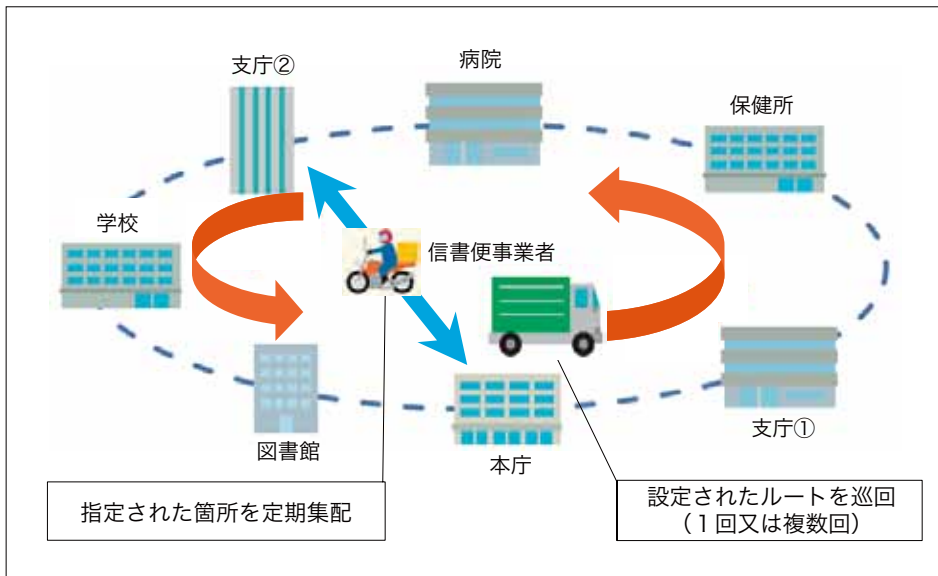 支庁②
病院
保健所
学校
信書便事業者
図書館
本庁
支庁①
指定された箇所を定期集配
設定されたルートを巡回
（１回又は複数回）